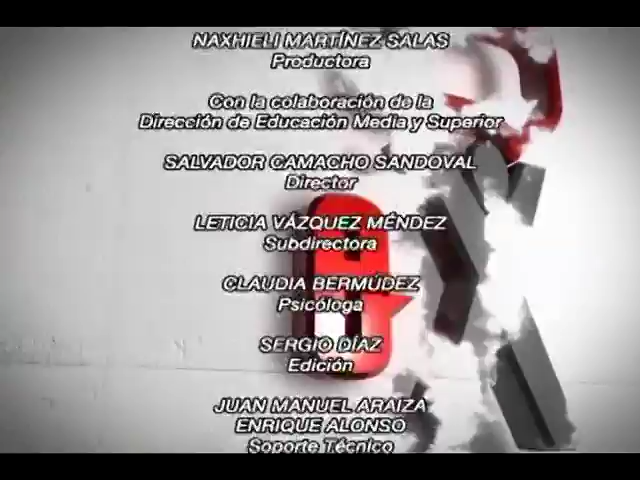 NAXHIELI MARTÍNEZ SALAS
Productora
Con la colaboración de la
Dirección de Educación Media y Superior
SALVADOR CAMACHO SANDOVAL
Director
LETICIA VÁZQUEZ MÉNDEZ
Subdirectora
CLAUDIA BERMÚDEZ
Psicóloga
SERGIO DÍAZ
Edición
JUAN MANUEL ARAIZA
ENRIQUE ALONSO
Soporte Técnico